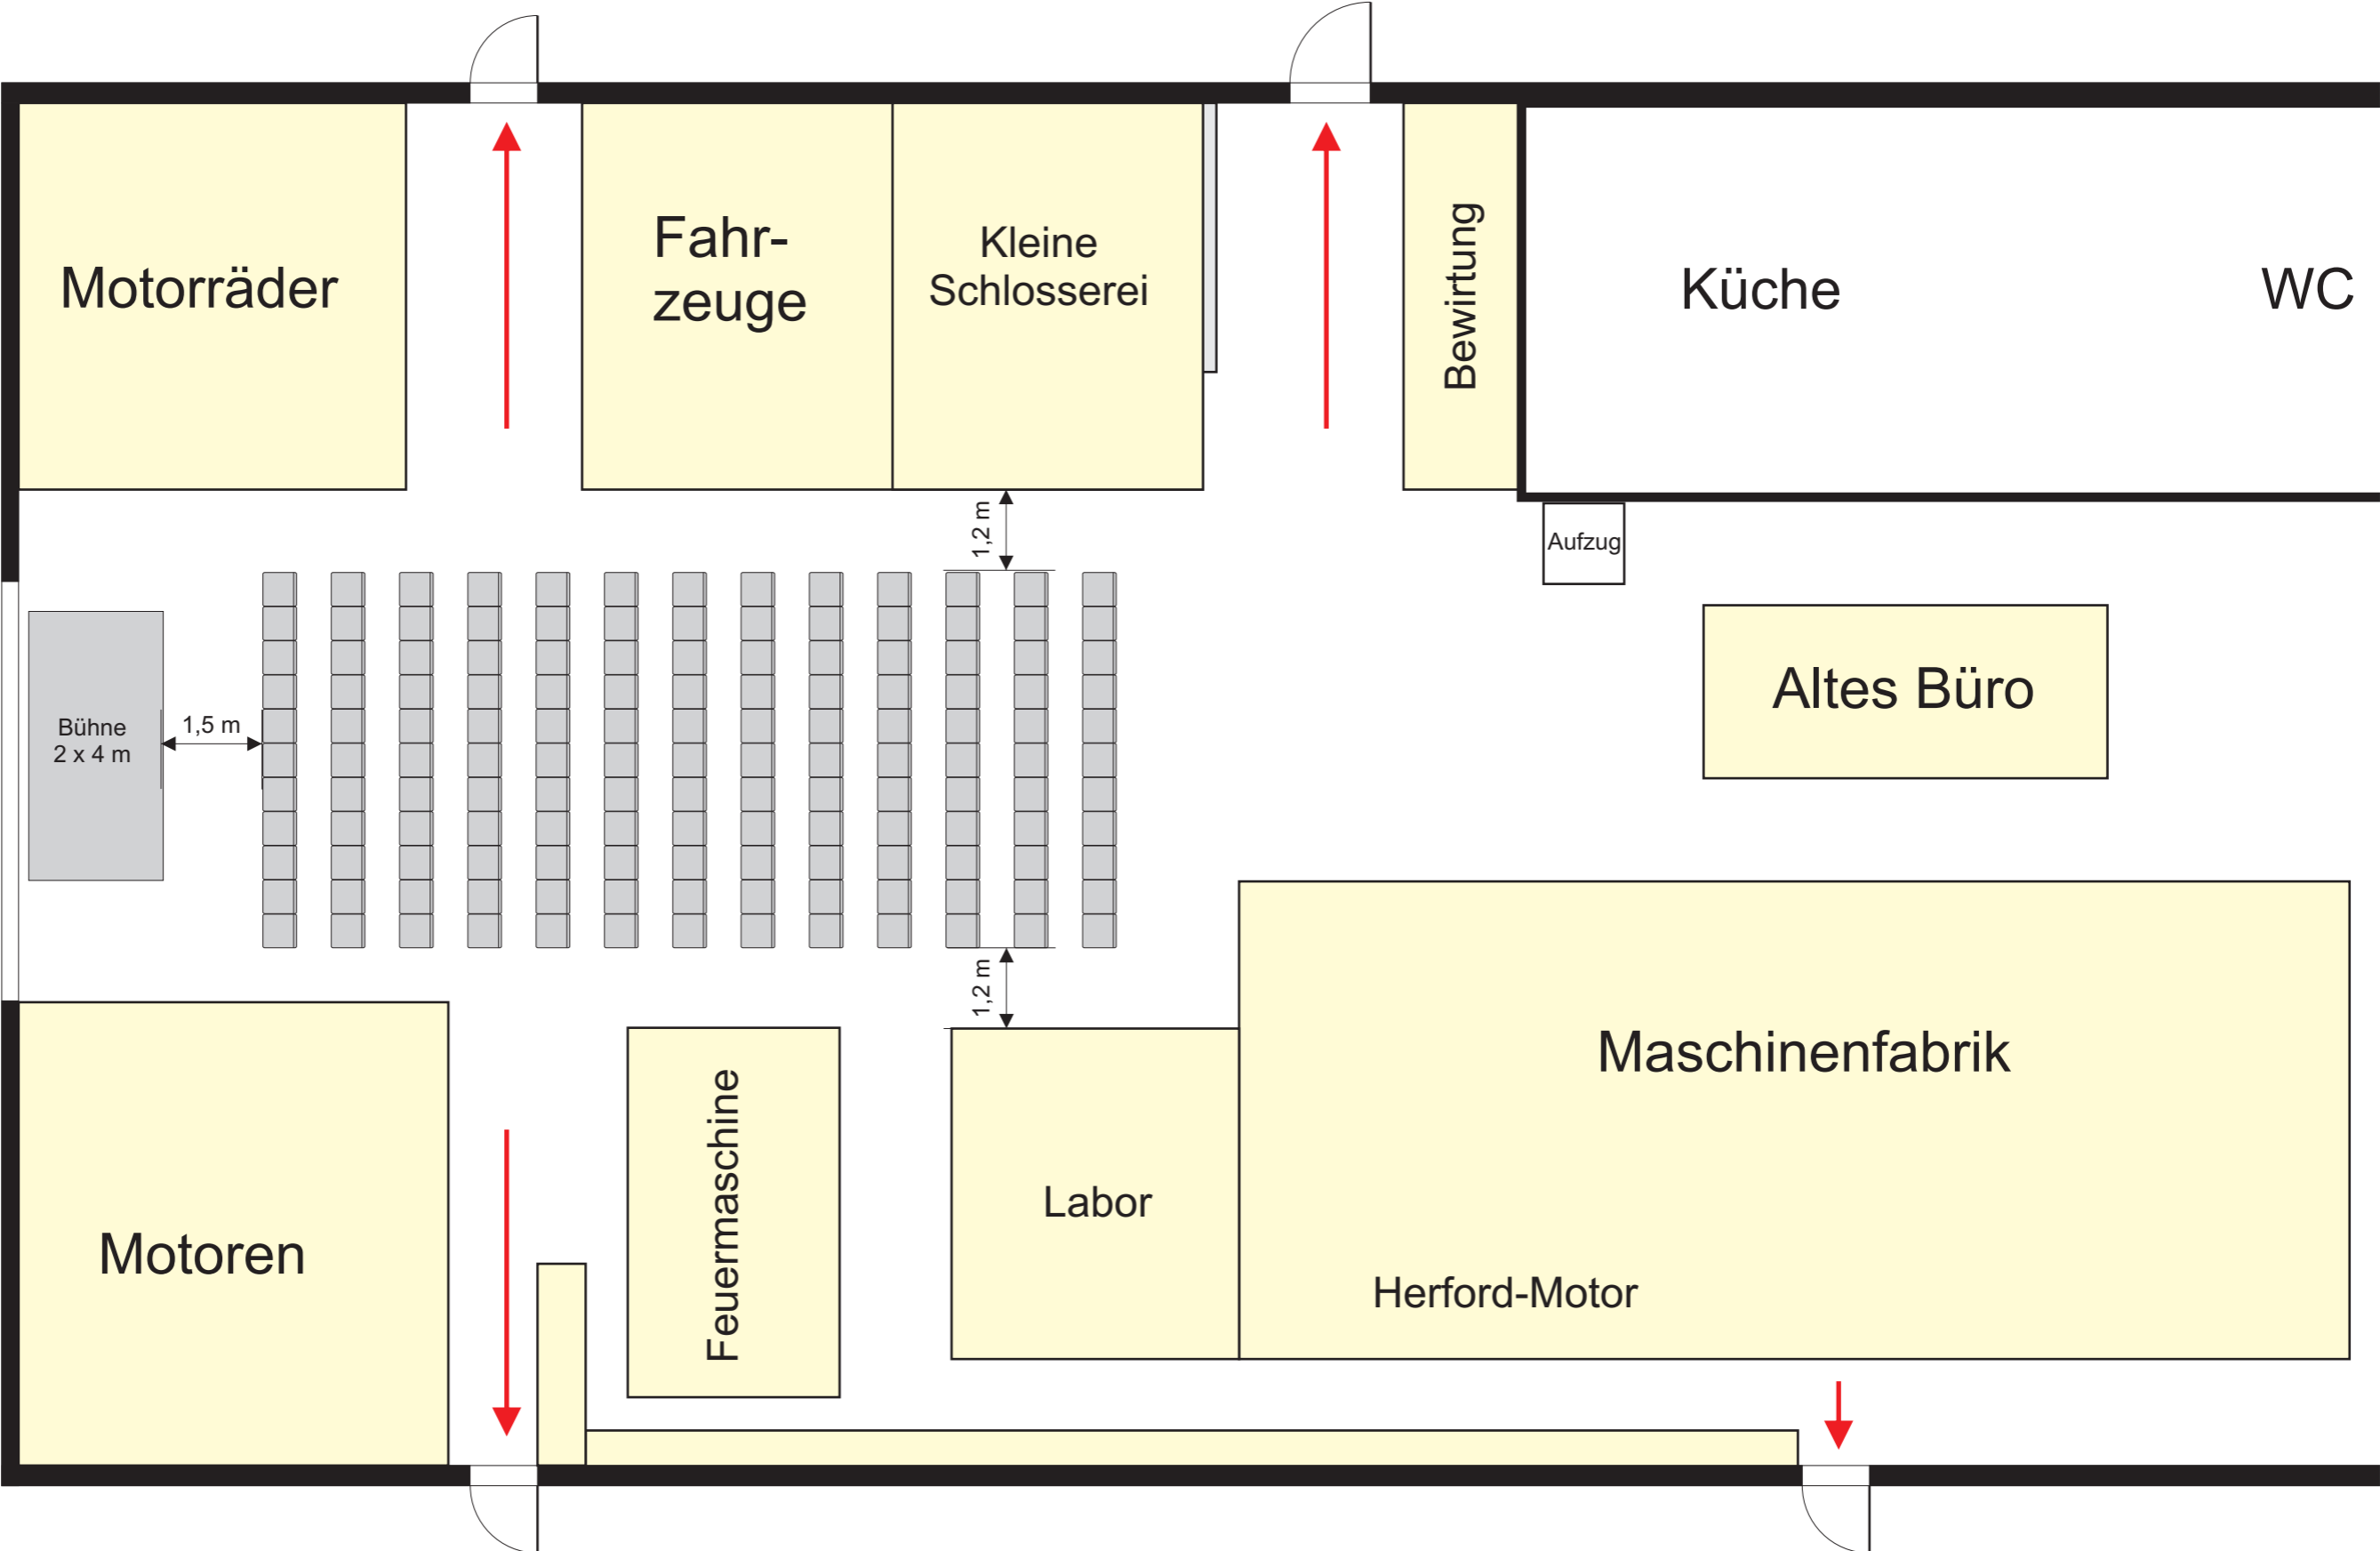 Motorräder
Fahr-
zeuge
Kleine
Schlosserei
Bewirtung
Küche
WC
1,2 m
Aufzug
Altes Büro
Bühne
2 x 4 m
1,5 m
1,2 m
Maschinenfabrik
Feuermaschine
Labor
Motoren
Herford-Motor